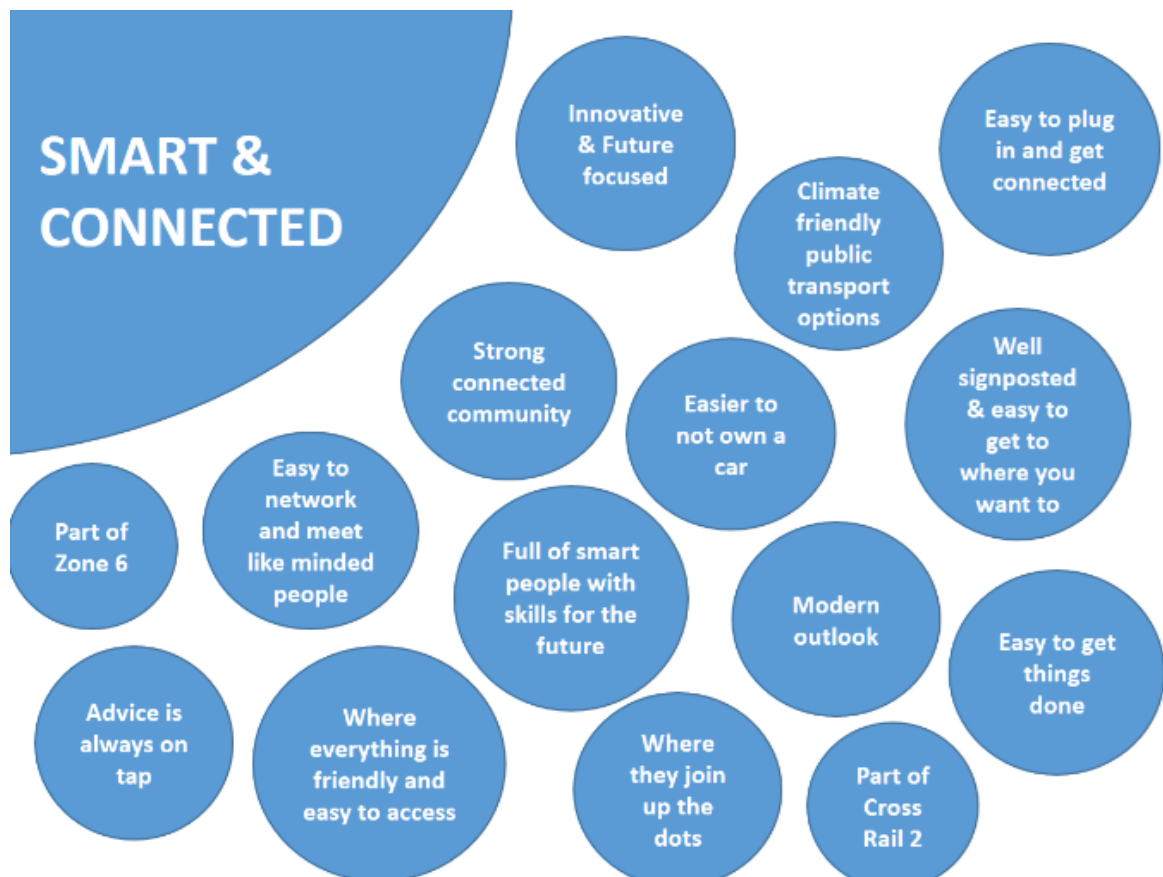 SMART &
CONNECTED
Innovative
& Future
focused
Easy to plug
in and get
connected
Climate
friendly
public
transport
options
Strong
connected
community
Easier to
not own a
car
Well
signposted
& easy to
get to
where you
want to
Part of
Zone 6
Easy to
network
and meet
like minded
people
Full of smart
people with
skills for the
future
Modern
outlook
Easy to get
things
done
Advice is
always on
tap
Where
everything is
friendly and
easy to access
Where
they join
up the
dots
Part of
Cross
Rail 2